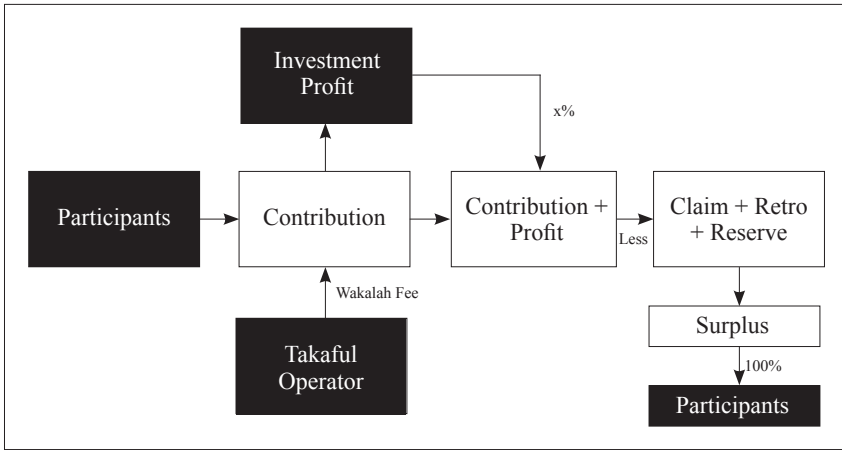 Investment
Profit
x%
Participants
Contribution
Contribution +
Profit
Less
Claim + Retro
+ Reserve
Wakalah Fee
Takaful
Operator
Surplus
100%
Participants